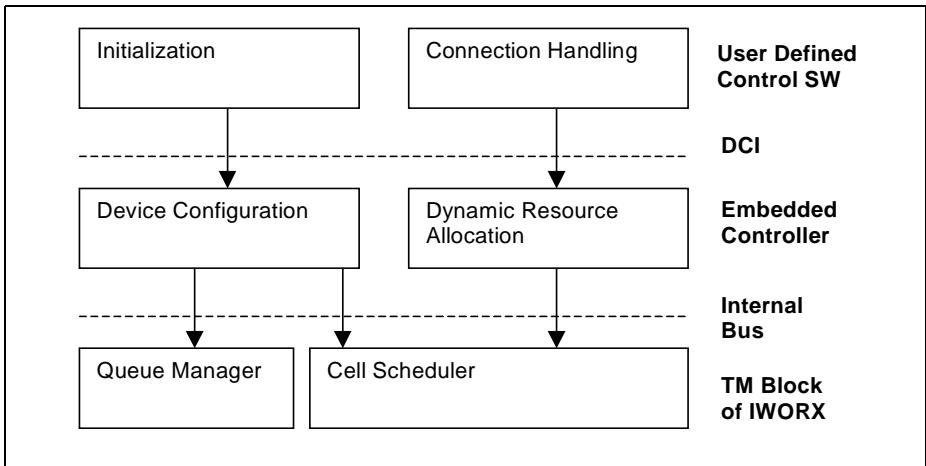 Initialization
Connection Handling
User Defined
Control SW
DCI
Device Configuration
Dynamic Resource
Allocation
Embedded
Controller
Internal
Bus
Queue Manager
Cell Scheduler
TM Block
of IWORX